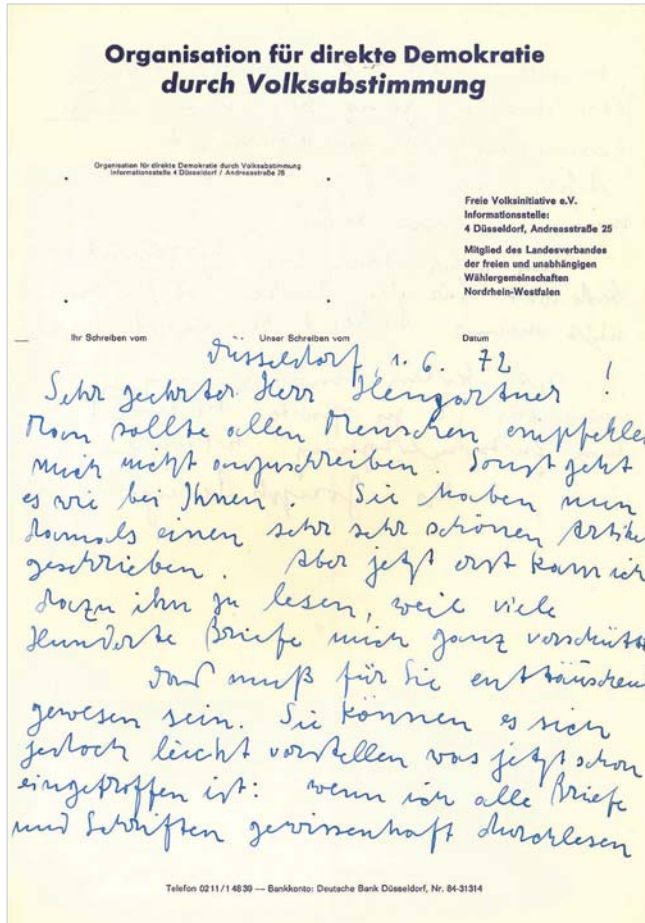 Organisation für direkte Demokratie
durch Volksabstimmung
Organisation für direkte Demokratie durch Volksabstimmung
Informationsstelle 4 Düsseldorf / Andreasstraße 25
Freie Volksinitiative e.V.
Informationsstelle:
4 Düsseldorf, Andreasstraße 25
Mitglied des Landesverbandes
der freien und unabhängigen
Wählergemeinschaften
Nordrhein-Westfalen
Ihr Schreiben vom Unser Schreiben vom Datum
Düsseldorf, 1. 6. 72
Sehr geehrter Herr Hengartner !
Man sollte allen Menschen empfehlen
mich nicht anzuschreiben. Sonst geht
es wie bei Ihnen. Sie haben nun
damals einen sehr sehr schönen Artikel
geschrieben. Aber jetzt erst kam ich
dazu ihn zu lesen, weil viele
Hunderte Briefe mich ganz verschütt
das muß für Sie enttäuschend
gewesen sein. Sie können es sich
jedoch leicht vorstellen was jetzt schon
eingetroffen ist: wenn ich alle Briefe
und Schriften gewissenhaft durchlesen
Telefon 0211/14839 — Bankkonto: Deutsche Bank Düsseldorf, Nr. 84-31314